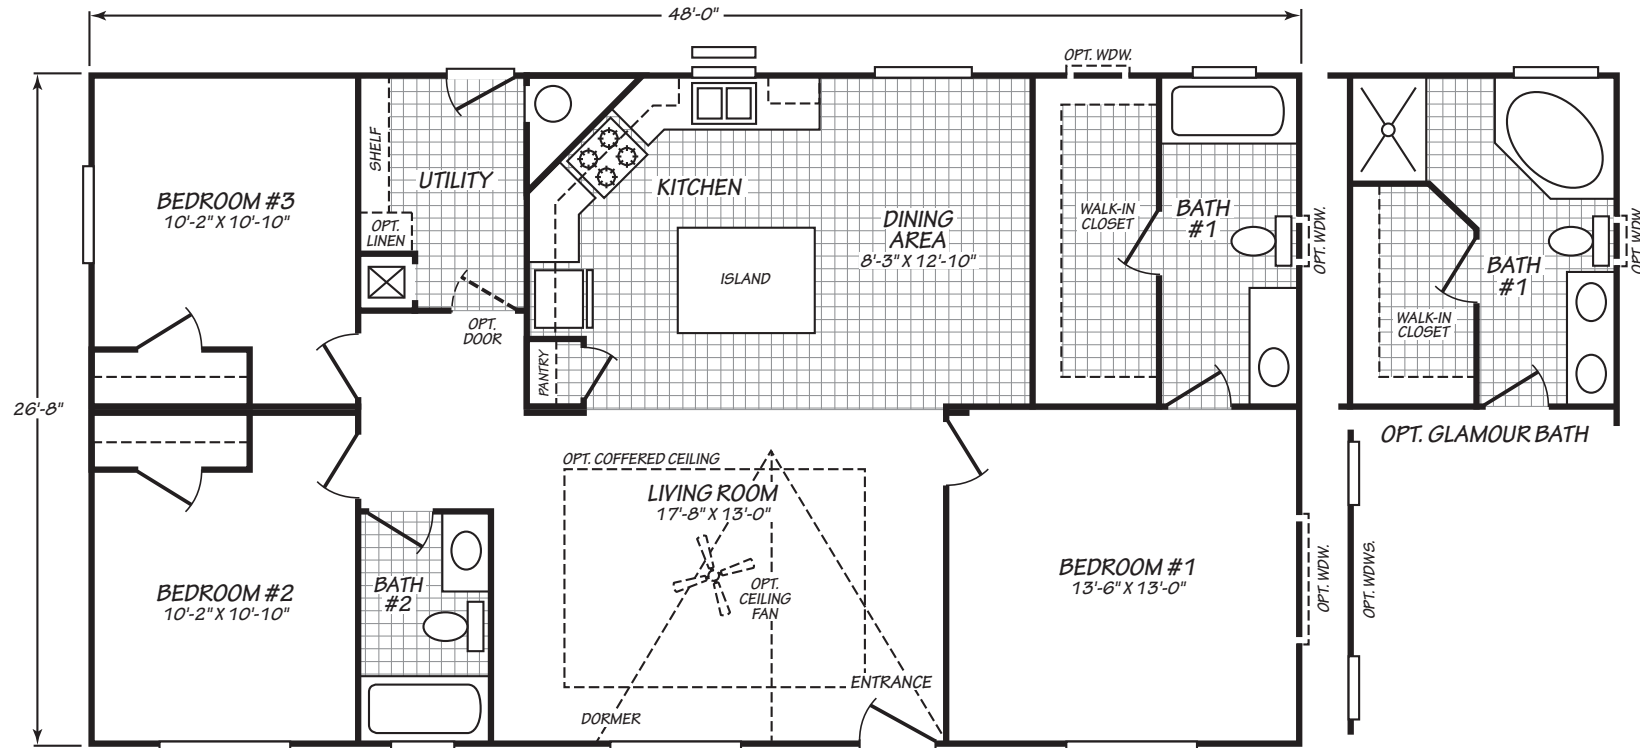 48'-0"
OPT. WDW.
SHELF
BEDROOM #3
10'-2" X 10'-10"
UTILITY
OPT.
LINEN
OPT.
DOOR
KITCHEN
DINING
AREA
8'-3" X 12'-10"
ISLAND
PANTRY
WALK-IN
CLOSET
BATH
#1
OPT. WDW.
BATH
#1
OPT. WDW
WALK-IN
CLOSET
26'-8"
OPT. GLAMOUR BATH
OPT. COFFERED CEILING
LIVING ROOM
17'-8" X 13'-0"
BEDROOM #2
10'-2" X 10'-10"
BATH
#2
OPT.
CEILING
FAN
BEDROOM #1
13'-6" X 13'-0"
OPT. WDW.
OPT. WDWS.
ENTRANCE
DORMER